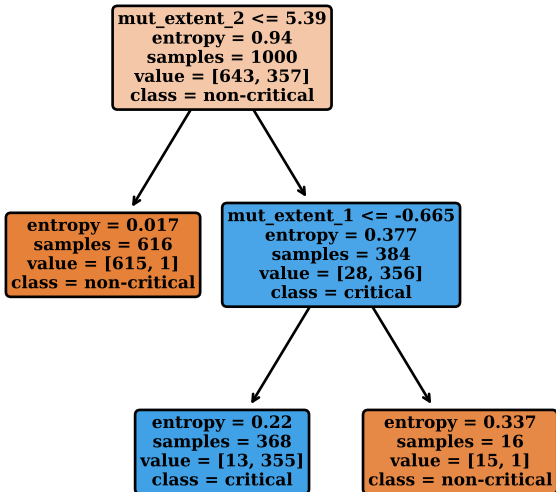 mut_extent_2 <= 5.39
entropy = 0.94
samples = 1000
value = [643, 357]
class = non-critical
entropy = 0.017
samples = 616
value = [615, 1]
class = non-critical
mut_extent_1 <= -0.665
entropy = 0.377
samples = 384
value = [28, 356]
class = critical
entropy = 0.22
samples = 368
value = [13, 355]
class = critical
entropy = 0.337
samples = 16
value = [15, 1]
class = non-critical